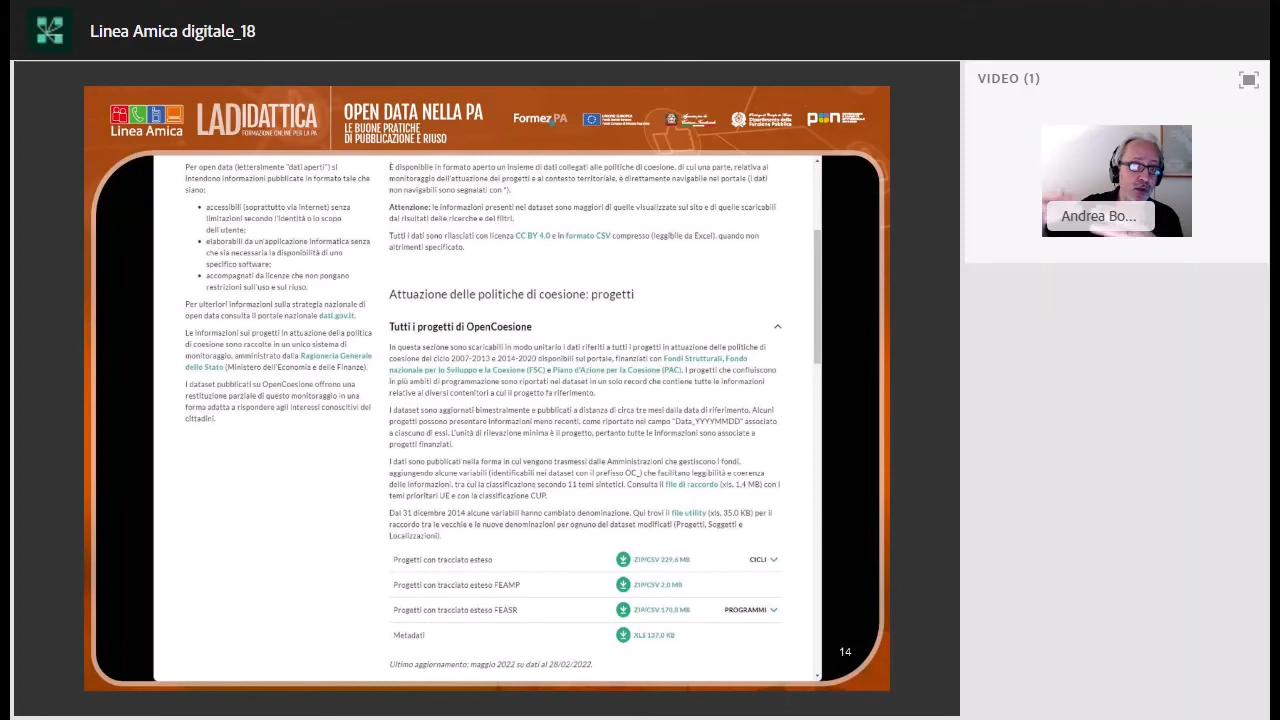 Linea Amica digitale_18
VIDEO (1)
Andrea Bo...
Linea Amica
LADIDATTICA
FORMAZIONE ONLINE PER LA PA
OPEN DATA NELLA PA
LE BUONE PRATICHE
DI PUBBLICAZIONE E RIUSO
Formez PA
UNIONE EUROPEA
pon
Per open data (letteralmente "dati aperti") si
intendono informazioni pubblicate in formato tale che
siano:
• accessibili (soprattutto via Internet) senza
limitazioni secondo l'identità o lo scopo
dell'utente;
• elaborabili da un'applicazione informatica senza
che sia necessaria la disponibilità di uno
specifico software;
• accompagnati da licenze che non pongano
restrizioni sull'uso e sul riuso.
Per ulteriori informazioni sulla strategia nazionale di
open data consulta il portale nazionale dati.gov.it.
Le informazioni sui progetti in attuazione della politica
di coesione sono raccolte in un unico sistema di
monitoraggio, amministrato dalla Ragioneria Generale
dello Stato (Ministero dell'Economia e delle Finanze).
I dataset pubblicati su OpenCoesione offrono una
restituzione parziale di questo monitoraggio in una
forma adatta a rispondere agli interessi conoscitivi dei
cittadini.
È disponibile in formato aperto un insieme di dati collegati alle politiche di coesione, di cui una parte, relativa al
monitoraggio dell'attuazione dei progetti e al contesto territoriale, è direttamente navigabile nel portale (i dati
non navigabili sono segnalati con *).
Attenzione: le informazioni presenti nei dataset sono maggiori di quelle visualizzate sul sito e di quelle scaricabili
dai risultati delle ricerche e dei filtri.
Tutti i dati sono rilasciati con licenza CC BY 4.0 e in formato CSV compresso (leggibile da Excel), quando non
altrimenti specificato.
Attuazione delle politiche di coesione: progetti
Tutti i progetti di OpenCoesione
In questa sezione sono scaricabili in modo unitario i dati riferiti a tutti i progetti in attuazione delle politiche di
coesione del ciclo 2007-2013 e 2014-2020 disponibili sul portale, finanziati con Fondi Strutturali, Fondo
nazionale per lo Sviluppo e la Coesione (FSC) e Piano d'Azione per la Coesione (PAC). I progetti che confluiscono
in più ambiti di programmazione sono riportati nel dataset in un solo record che contiene tutte le informazioni
relative ai diversi contenitori a cui il progetto fa riferimento.
I dataset sono aggiornati bimestralmente e pubblicati a distanza di circa tre mesi dalla data di riferimento. Alcuni
progetti possono presentare informazioni meno recenti, come riportato nel campo "Data_YYYYMMDD" associato
a ciascuno di essi. L'unità di rilevazione minima è il progetto, pertanto tutte le informazioni sono associate a
progetti finanziati.
I dati sono pubblicati nella forma in cui vengono trasmessi dalle Amministrazioni che gestiscono i fondi,
aggiungendo alcune variabili (identificabili nei dataset con il prefisso OC_) che facilitano leggibilità e coerenza
delle informazioni, tra cui la classificazione secondo 11 temi sintetici. Consulta il file di raccordo (xls, 1,4 MB) con i
temi prioritari UE e con la classificazione CUP.
Dal 31 dicembre 2014 alcune variabili hanno cambiato denominazione. Qui trovi il file utility (xls, 35.0 KB) per il
raccordo tra le vecchie e le nuove denominazioni per ognuno dei dataset modificati (Progetti, Soggetti e
Localizzazioni).
Progetti con tracciato esteso ZIP/CSV 229,6 MB CICLI
Progetti con tracciato esteso FEAMP ZIP/CSV 2,0 MB
Progetti con tracciato esteso FEASR ZIP/CSV 170,8 MB PROGRAMMI
Metadati XLS 137,0 KB
Ultimo aggiornamento: maggio 2022 su dati al 28/02/2022.
14